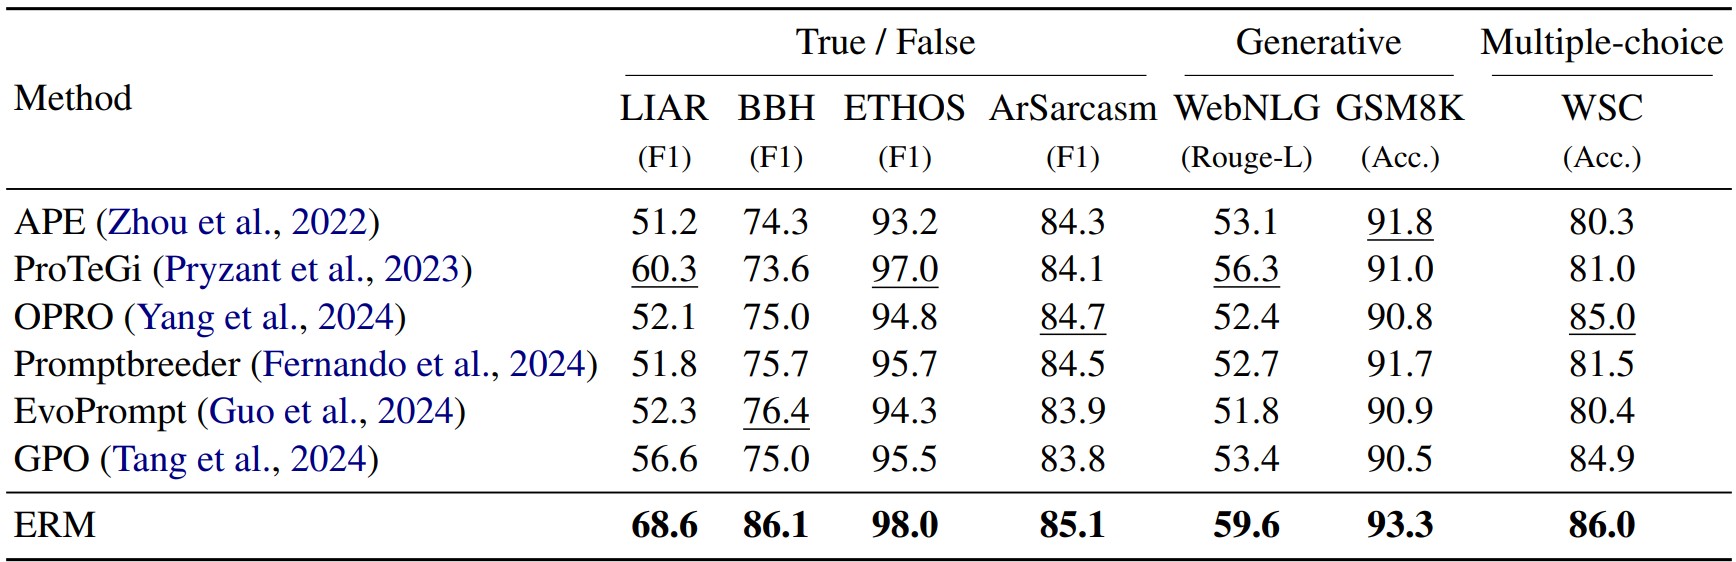 True / False Generative Multiple-choice
Method LIAR BBH ETHOS ArSarcasm WebNLG GSM8K WSC
(F1) (F1) (F1) (F1) (Rouge-L) (Acc.) (Acc.)
APE (Zhou et al., 2022) 51.2 74.3 93.2 84.3 53.1 91.8 80.3
ProTeGi (Pryzant et al., 2023) 60.3 73.6 97.0 84.1 56.3 91.0 81.0
OPRO (Yang et al., 2024) 52.1 75.0 94.8 84.7 52.4 90.8 85.0
Promptbreeder (Fernando et al., 2024) 51.8 75.7 95.7 84.5 52.7 91.7 81.5
EvoPrompt (Guo et al., 2024) 52.3 76.4 94.3 83.9 51.8 90.9 80.4
GPO (Tang et al., 2024) 56.6 75.0 95.5 83.8 53.4 90.5 84.9
ERM 68.6 86.1 98.0 85.1 59.6 93.3 86.0